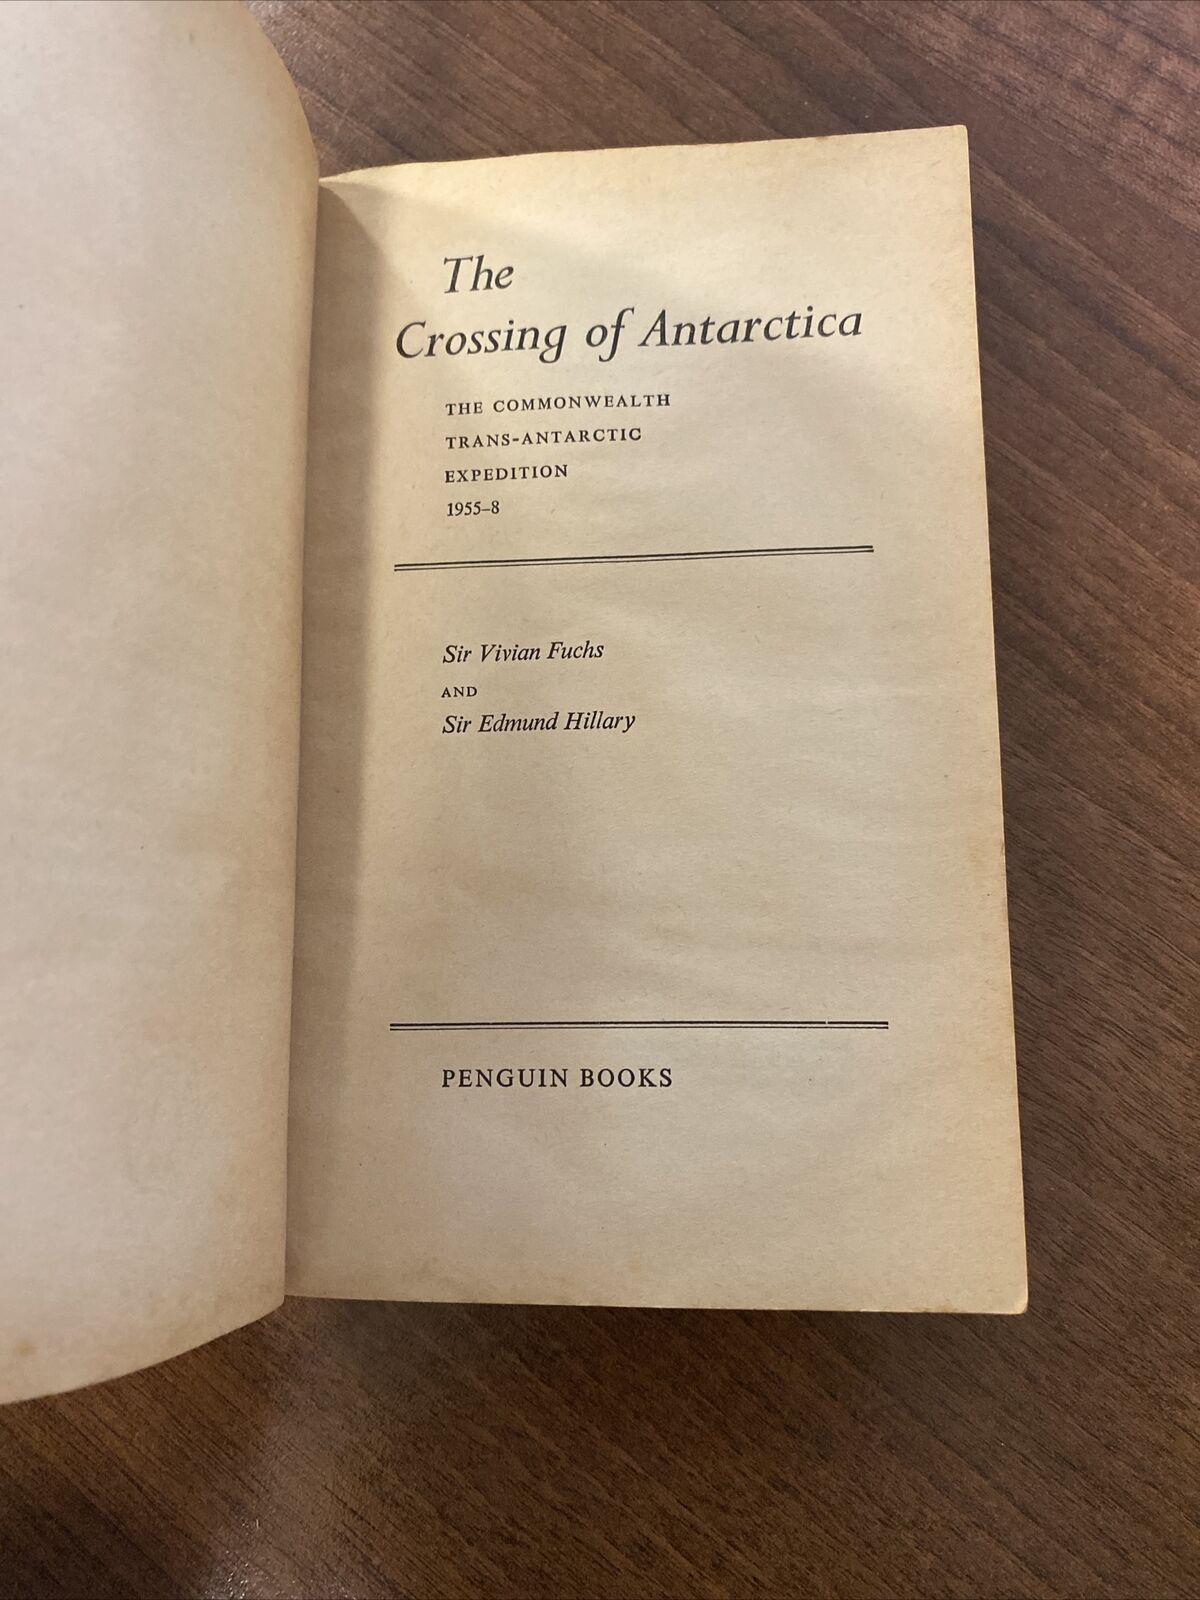 The
Crossing of Antarctica
THE COMMONWEALTH
TRANS-ANTARCTIC
EXPEDITION
1955–8
Sir Vivian Fuchs
AND
Sir Edmund Hillary
PENGUIN BOOKS